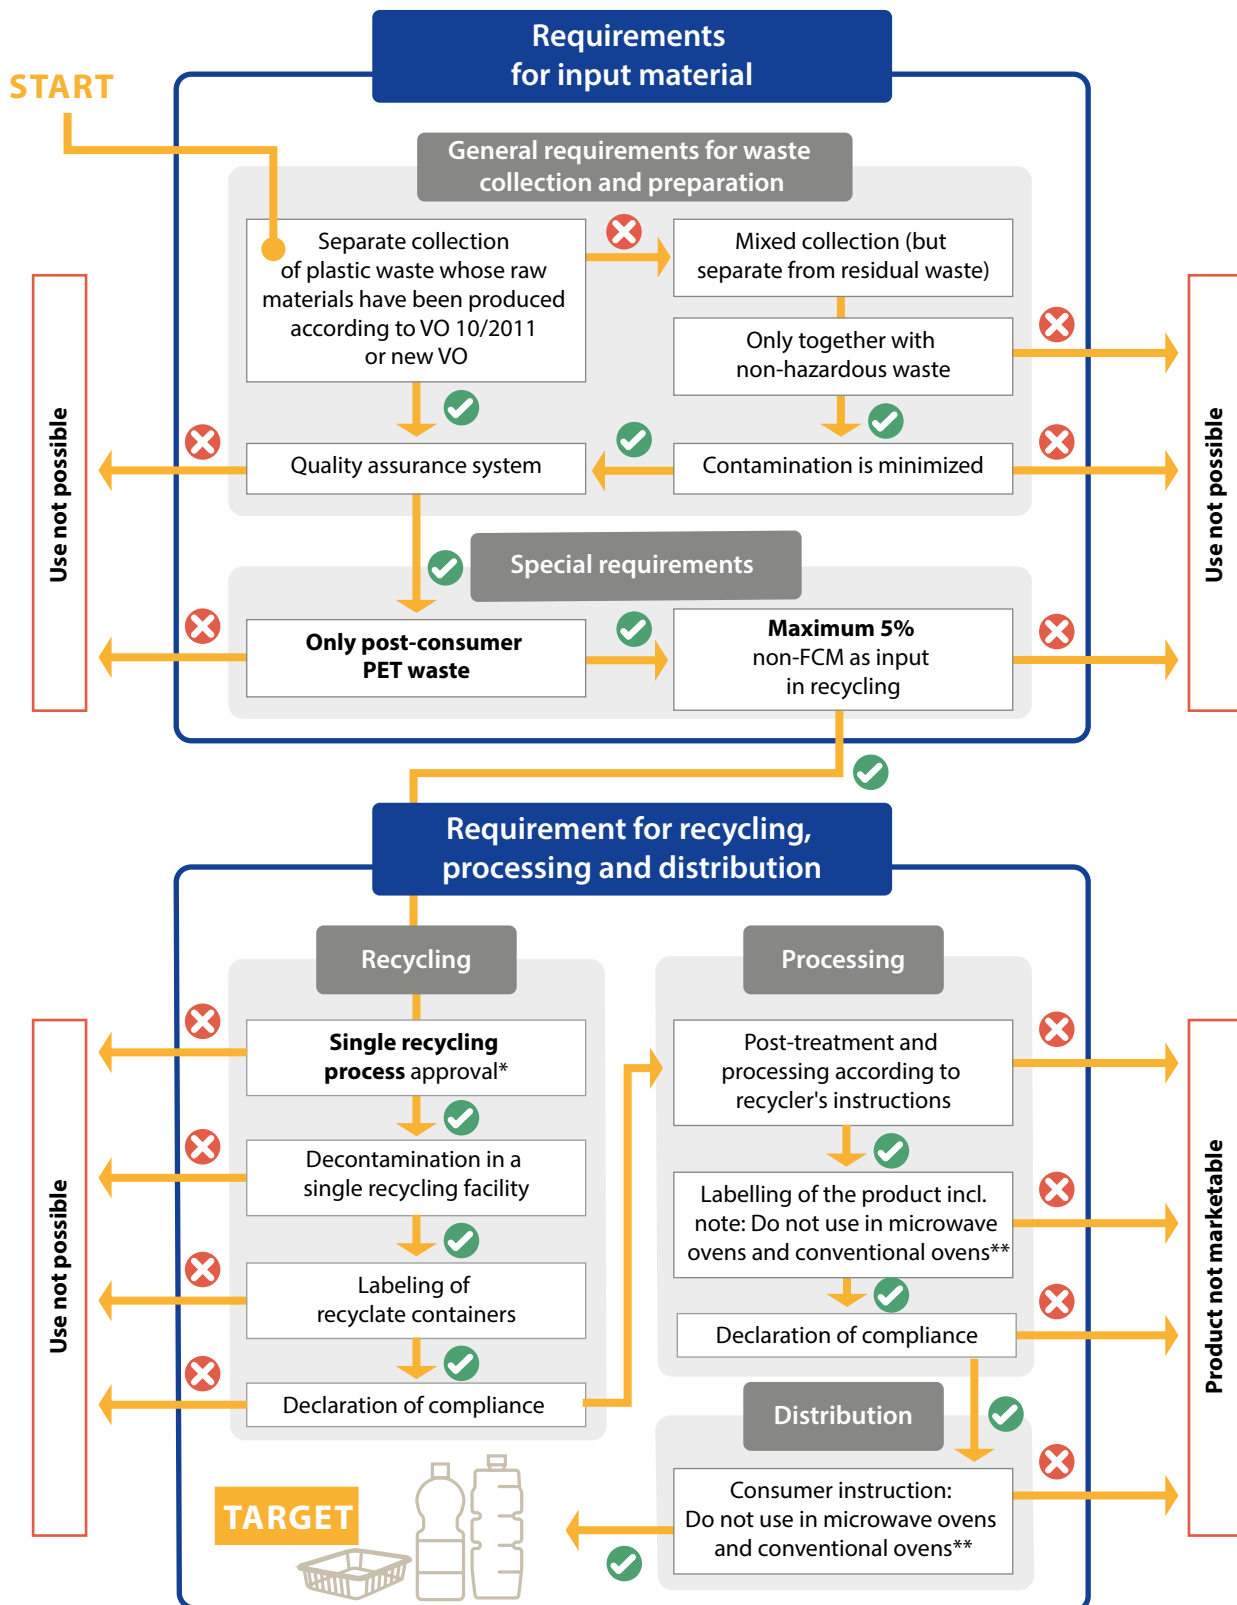 Requirements
for input material
START
General requirements for waste
collection and preparation
Separate collection
of plastic waste whose raw
materials have been produced
according to VO 10/2011
or new VO
Mixed collection (but
separate from residual waste)
Only together with
non-hazardous waste
Use not possible
Use not possible
Quality assurance system
Contamination is minimized
Special requirements
Only post-consumer
PET waste
Maximum 5%
non-FCM as input
in recycling
Requirement for recycling,
processing and distribution
Recycling
Processing
Single recycling
process approval*
Post-treatment and
processing according to
recycler's instructions
Decontamination in a
single recycling facility
Labelling of the product incl.
note: Do not use in microwave
ovens and conventional ovens**
Use not possible
Product not marketable
Labeling of
recyclate containers
Declaration of compliance
Declaration of compliance
Distribution
TARGET
Consumer instruction:
Do not use in microwave ovens
and conventional ovens**